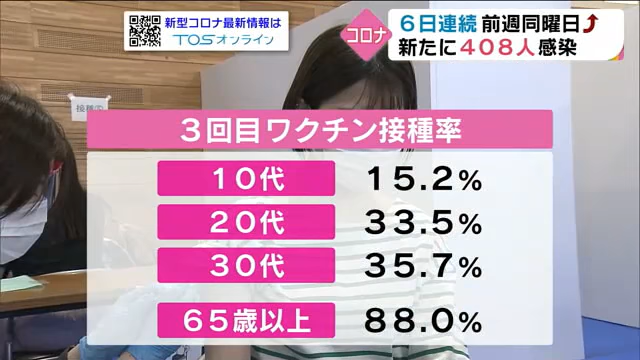 新型コロナ最新情報は
TOSオンライン
コロナ
6日連続 前週同曜日⤴
新たに408人感染
3回目ワクチン接種率
10代 15.2%
20代 33.5%
30代 35.7%
65歳以上 88.0%